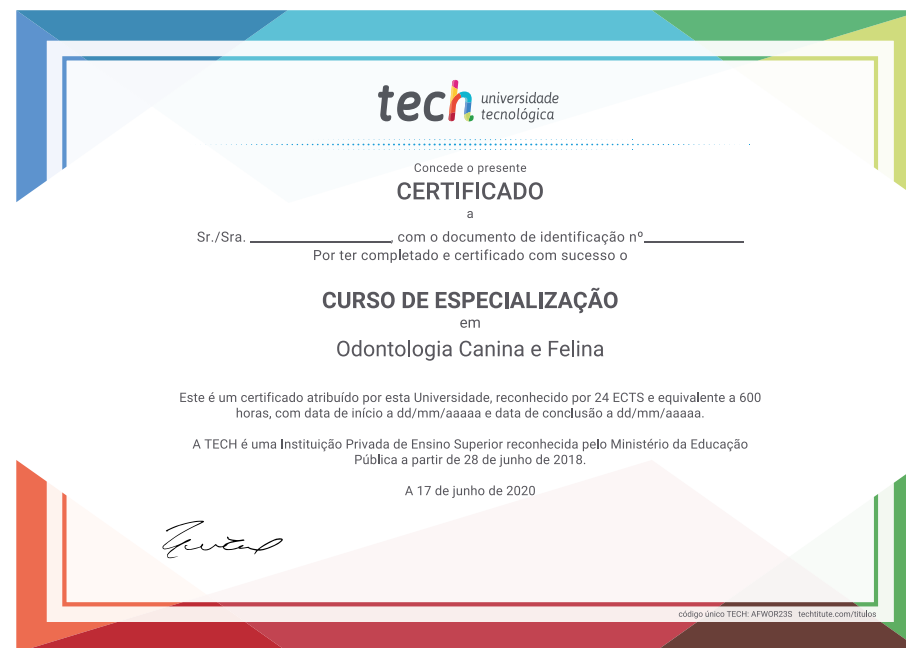 tech universidade
tecnológica
Concede o presente
CERTIFICADO
a
Sr./Sra. ____________, com o documento de identificação nº________
Por ter completado e certificado com sucesso o
CURSO DE ESPECIALIZAÇÃO
em
Odontologia Canina e Felina
Este é um certificado atribuído por esta Universidade, reconhecido por 24 ECTS e equivalente a 600
horas, com data de início a dd/mm/aaaaa e data de conclusão a dd/mm/aaaaa.
A TECH é uma Instituição Privada de Ensino Superior reconhecida pelo Ministério da Educação
Pública a partir de 28 de junho de 2018.
A 17 de junho de 2020
código único TECH: AFWOR23S techtitute.com/titulos